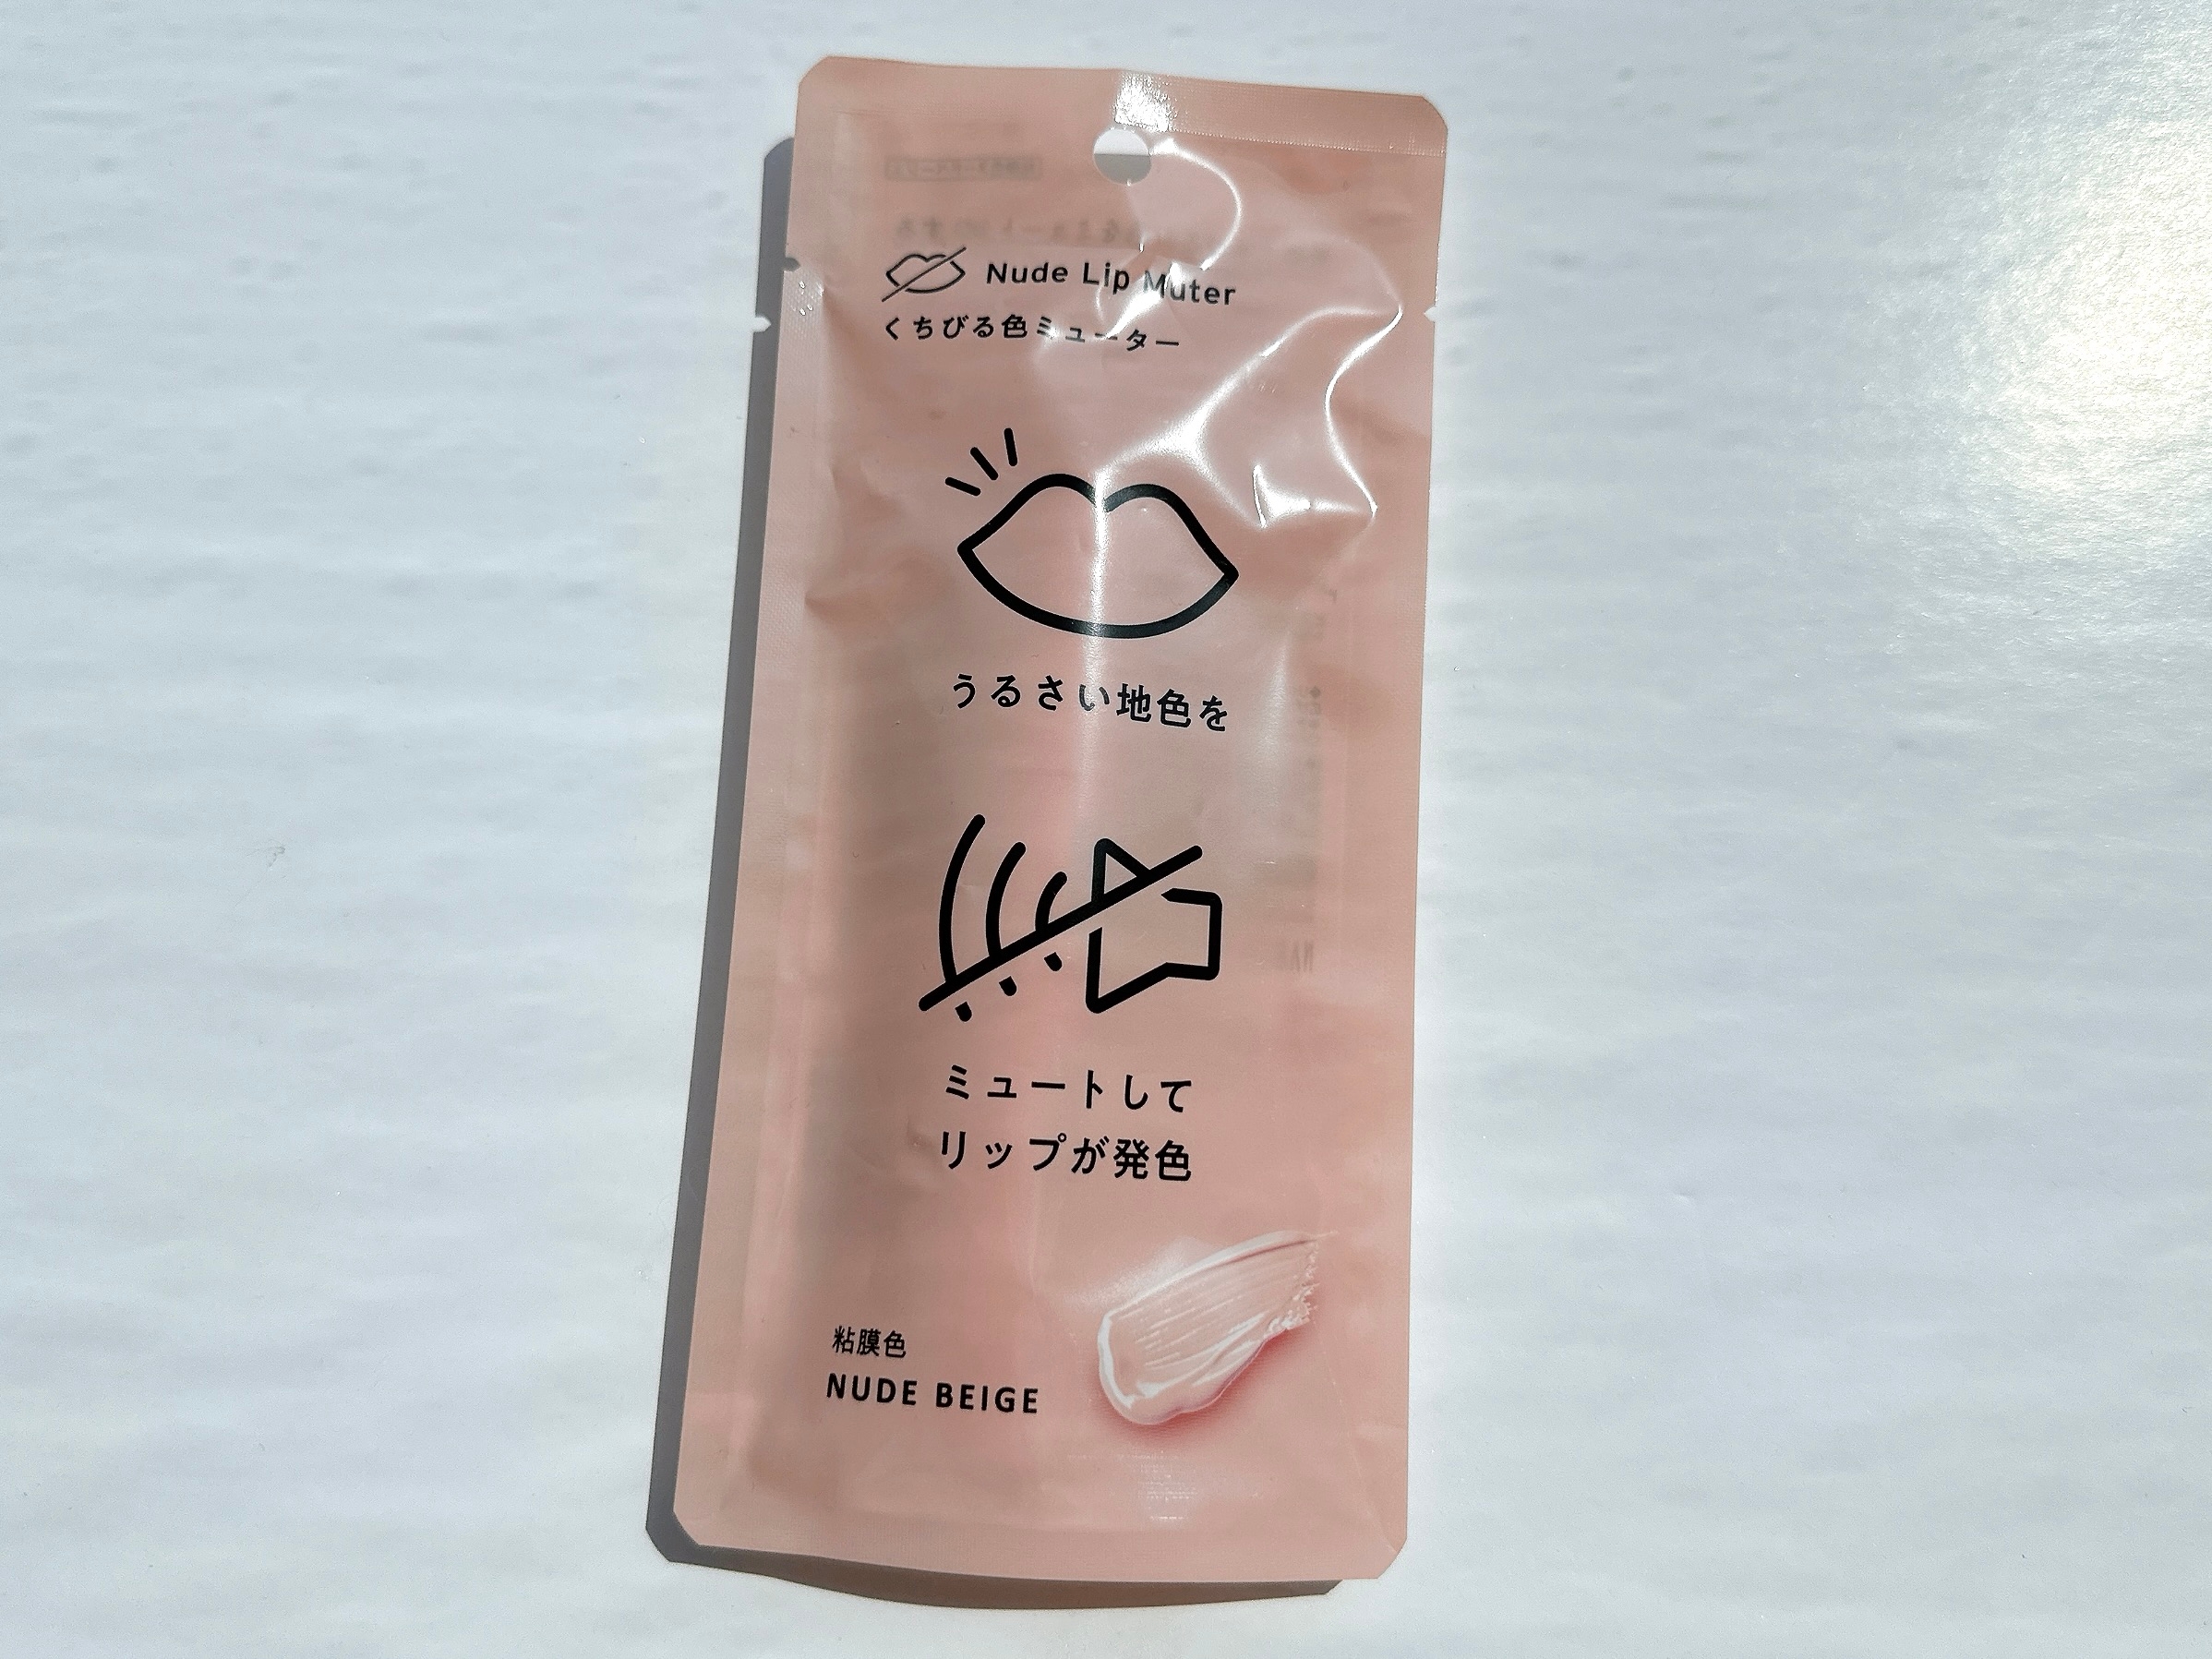 Nude Lip Muter
くちびる色ミューター
うるさい地色を
ミュートして
リップが発色
粘膜色
NUDE BEIGE